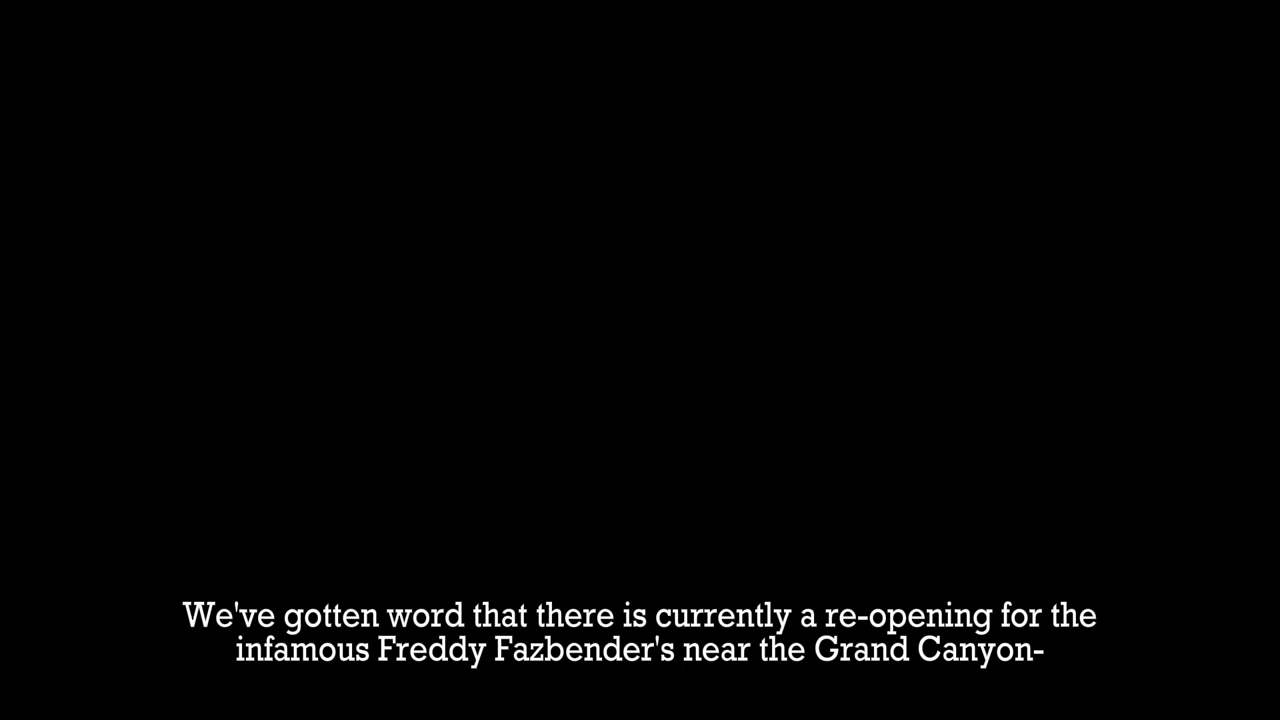 We've gotten word that there is currently a re-opening for the
infamous Freddy Fazbender's near the Grand Canyon-